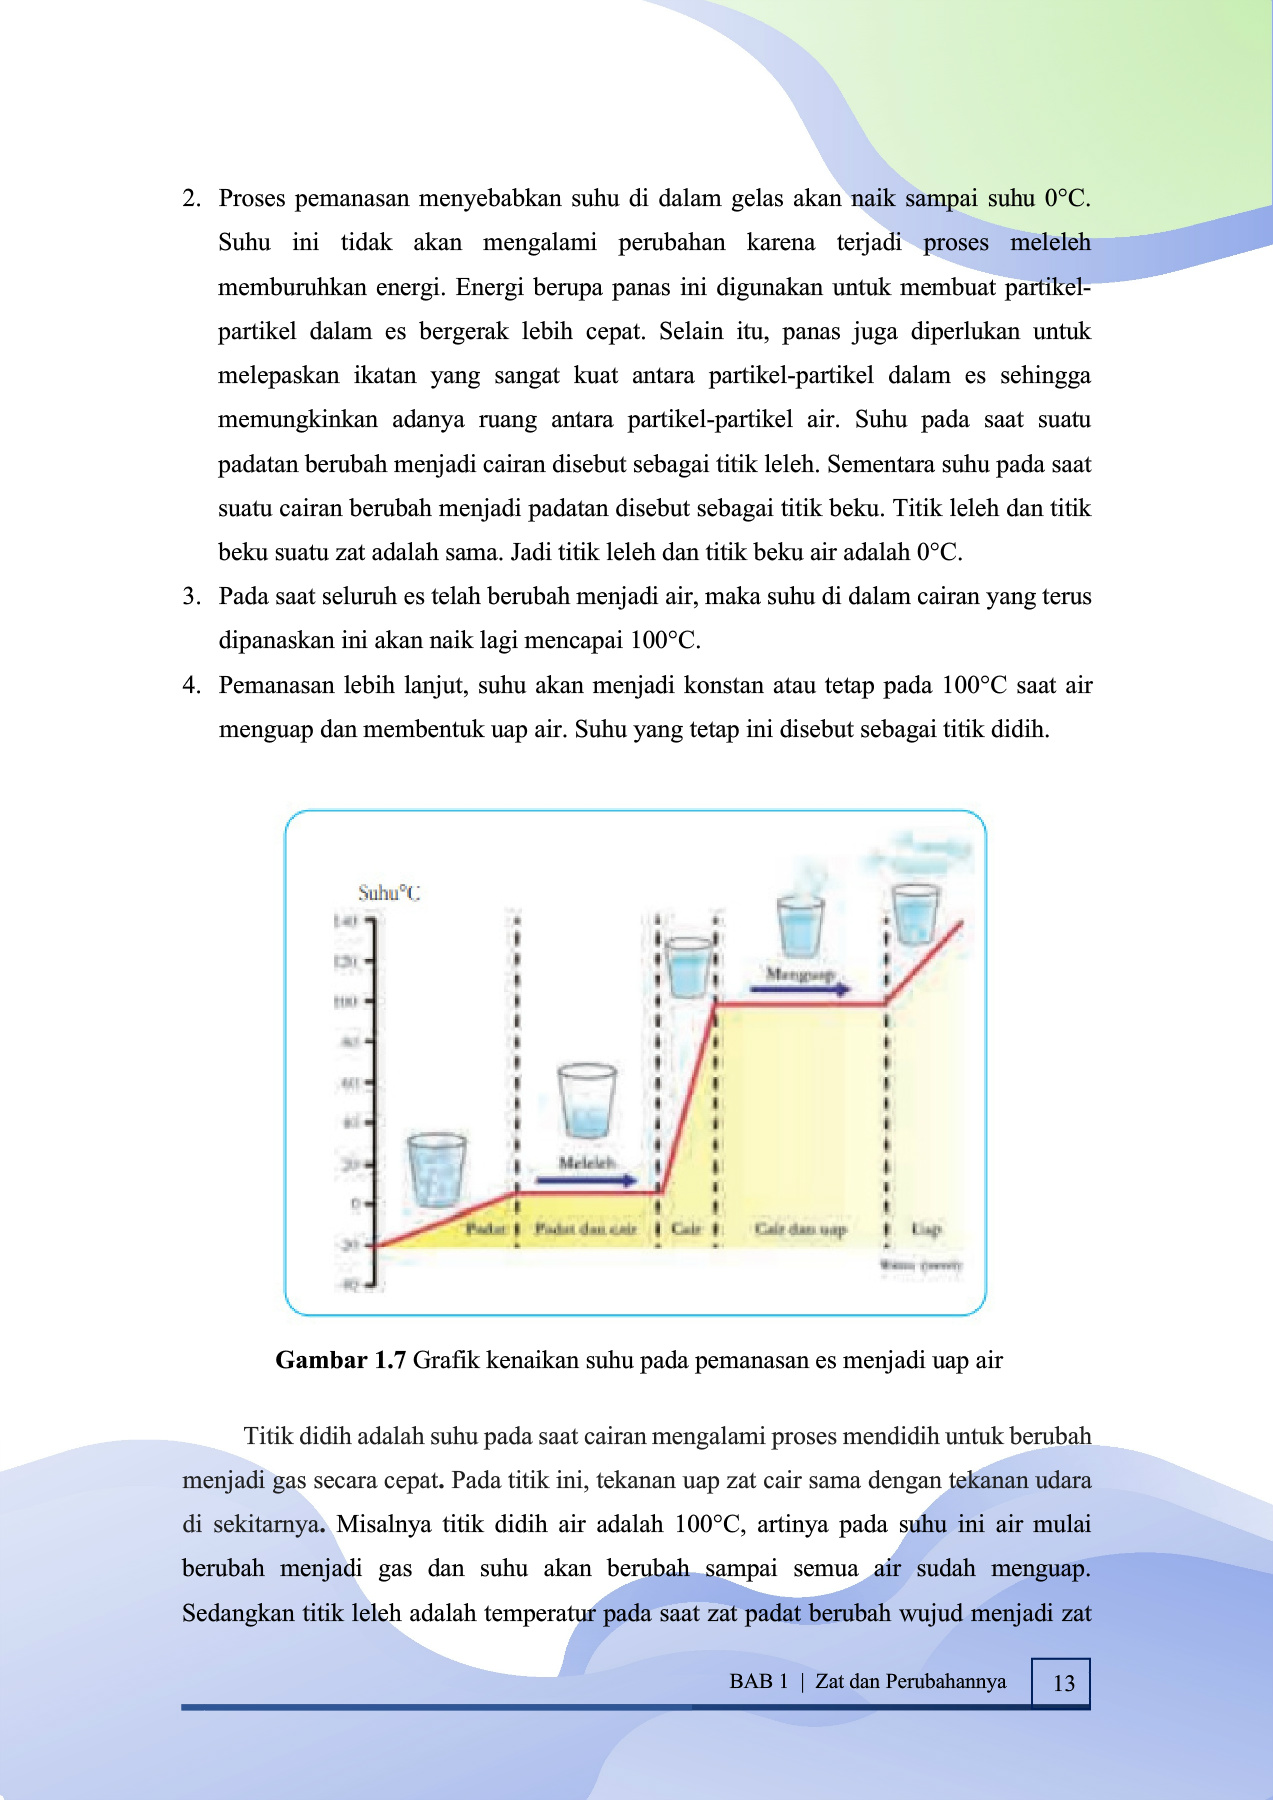 2. Proses pemanasan menyebabkan suhu di dalam gelas akan naik sampai suhu 0°C.
Suhu ini tidak akan mengalami perubahan karena terjadi proses meleleh
memburuhkan energi. Energi berupa panas ini digunakan untuk membuat partikel-
partikel dalam es bergerak lebih cepat. Selain itu, panas juga diperlukan untuk
melepaskan ikatan yang sangat kuat antara partikel-partikel dalam es sehingga
memungkinkan adanya ruang antara partikel-partikel air. Suhu pada saat suatu
padatan berubah menjadi cairan disebut sebagai titik leleh. Sementara suhu pada saat
suatu cairan berubah menjadi padatan disebut sebagai titik beku. Titik leleh dan titik
beku suatu zat adalah sama. Jadi titik leleh dan titik beku air adalah 0°C.
3. Pada saat seluruh es telah berubah menjadi air, maka suhu di dalam cairan yang terus
dipanaskan ini akan naik lagi mencapai 100°C.
4. Pemanasan lebih lanjut, suhu akan menjadi konstan atau tetap pada 100°C saat air
menguap dan membentuk uap air. Suhu yang tetap ini disebut sebagai titik didih.
Suhu°C
140
120
100
80
60
40
20
0
-20
-40
Menguap
Meleleh
Padat
Padat dan cair
Cair
Cair dan uap
Uap
Gambar 1.7 Grafik kenaikan suhu pada pemanasan es menjadi uap air
Titik didih adalah suhu pada saat cairan mengalami proses mendidih untuk berubah
menjadi gas secara cepat. Pada titik ini, tekanan uap zat cair sama dengan tekanan udara
di sekitarnya. Misalnya titik didih air adalah 100°C, artinya pada suhu ini air mulai
berubah menjadi gas dan suhu akan berubah sampai semua air sudah menguap.
Sedangkan titik leleh adalah temperatur pada saat zat padat berubah wujud menjadi zat
BAB 1 | Zat dan Perubahannya
13